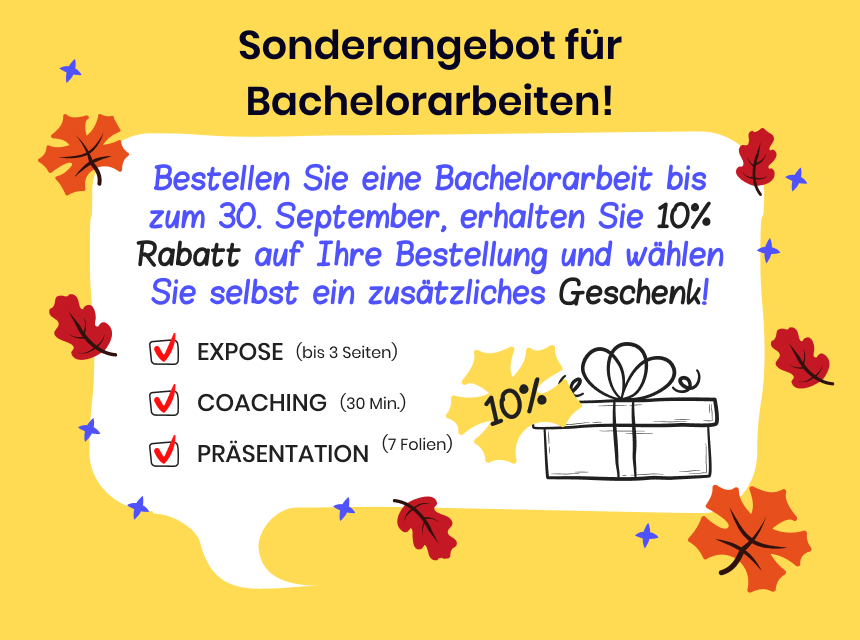 Sonderangebot für
Bachelorarbeiten!
Bestellen Sie eine Bachelorarbeit bis
zum 30. September, erhalten Sie 10%
Rabatt auf Ihre Bestellung und wählen
Sie selbst ein zusätzliches Geschenk!
EXPOSE (bis 3 Seiten)
COACHING (30 Min.)
PRÄSENTATION (7 Folien)
10%